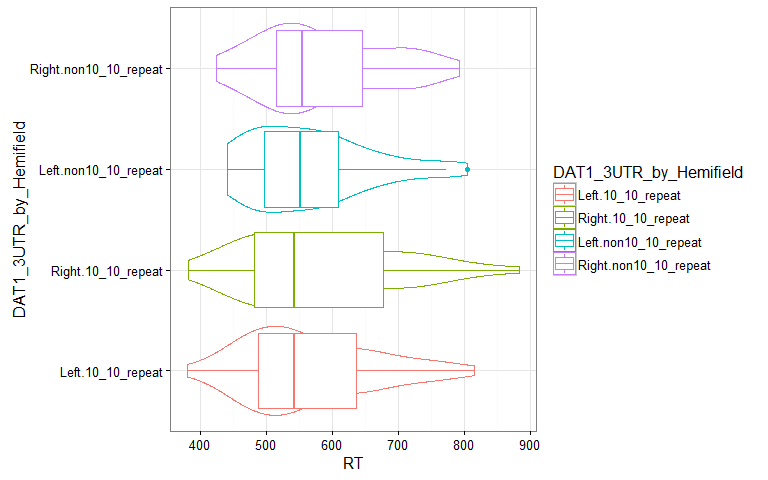 DAT1_3UTR_by_Hemifield
Right.non10_10_repeat
Left.non10_10_repeat
Right.10_10_repeat
Left.10_10_repeat
400 500 600 700 800 900
RT
DAT1_3UTR_by_Hemifield
Left.10_10_repeat
Right.10_10_repeat
Left.non10_10_repeat
Right.non10_10_repeat